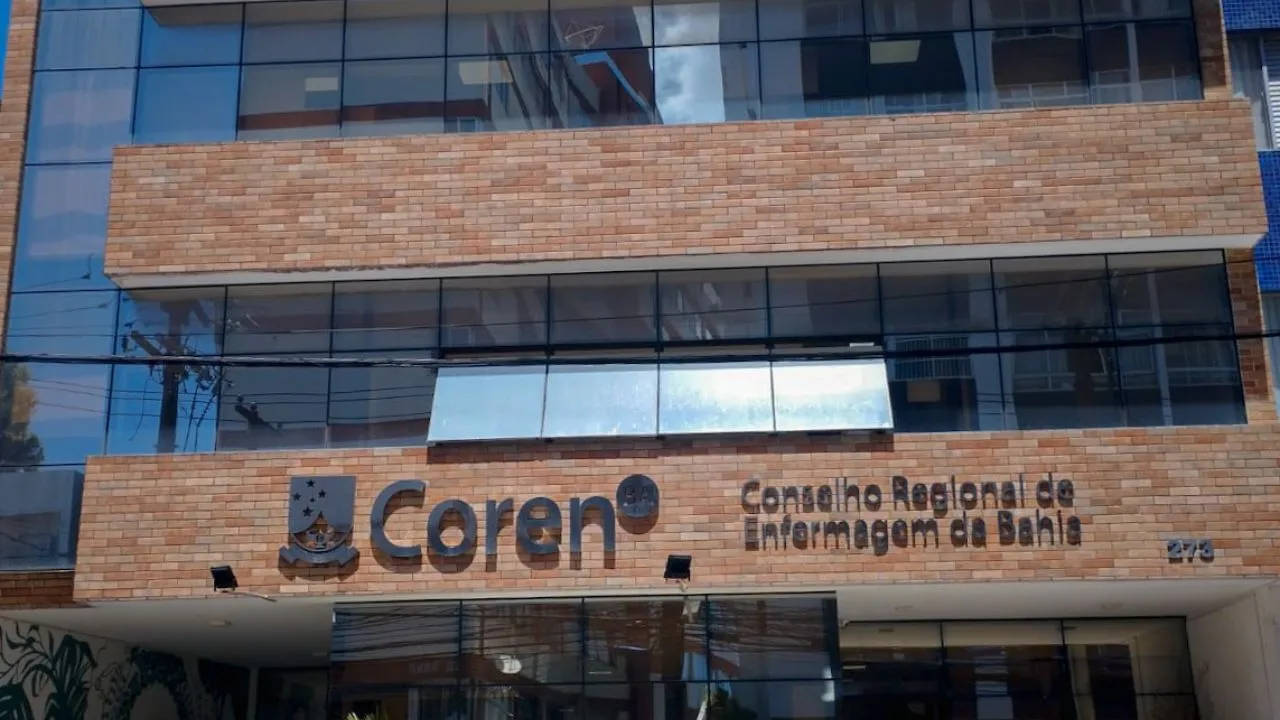 Coren BA
Conselho Regional de
Enfermagem da Bahia
273